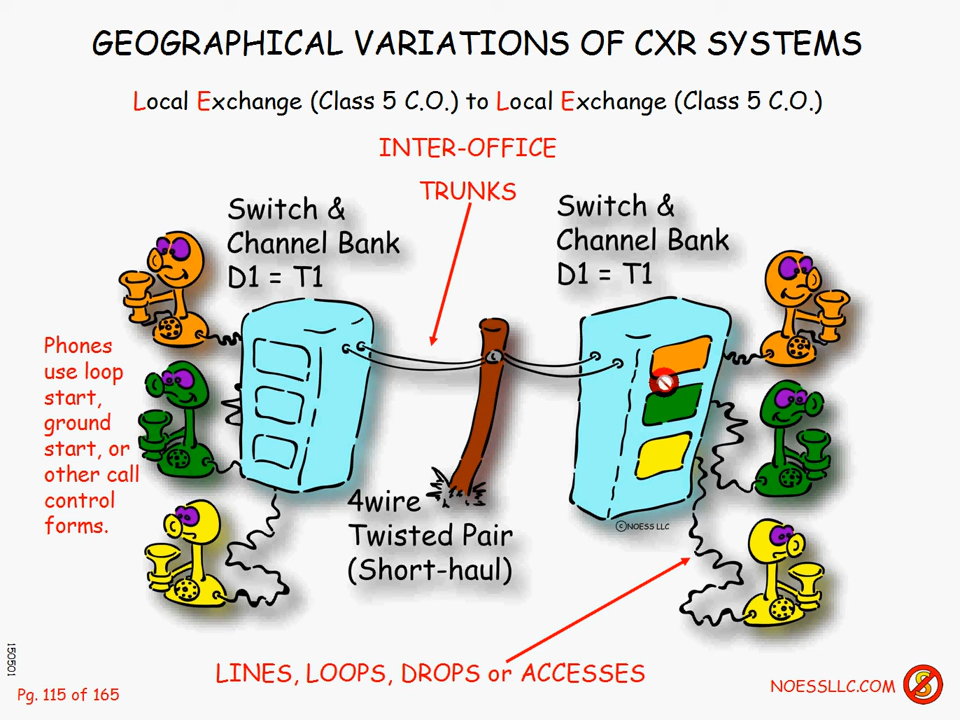 GEOGRAPHICAL VARIATIONS OF CXR SYSTEMS
Local Exchange (Class 5 C.O.) to Local Exchange (Class 5 C.O.)
INTER-OFFICE
TRUNKS
Switch &
Channel Bank
D1 = T1
Switch &
Channel Bank
D1 = T1
Phones
use loop
start,
ground
start, or
other call
control
forms.
4wire
Twisted Pair
(Short-haul)
©NOESS LLC
LINES, LOOPS, DROPS or ACCESSES
150501
Pg. 115 of 165
NOESSLLC.COM
S